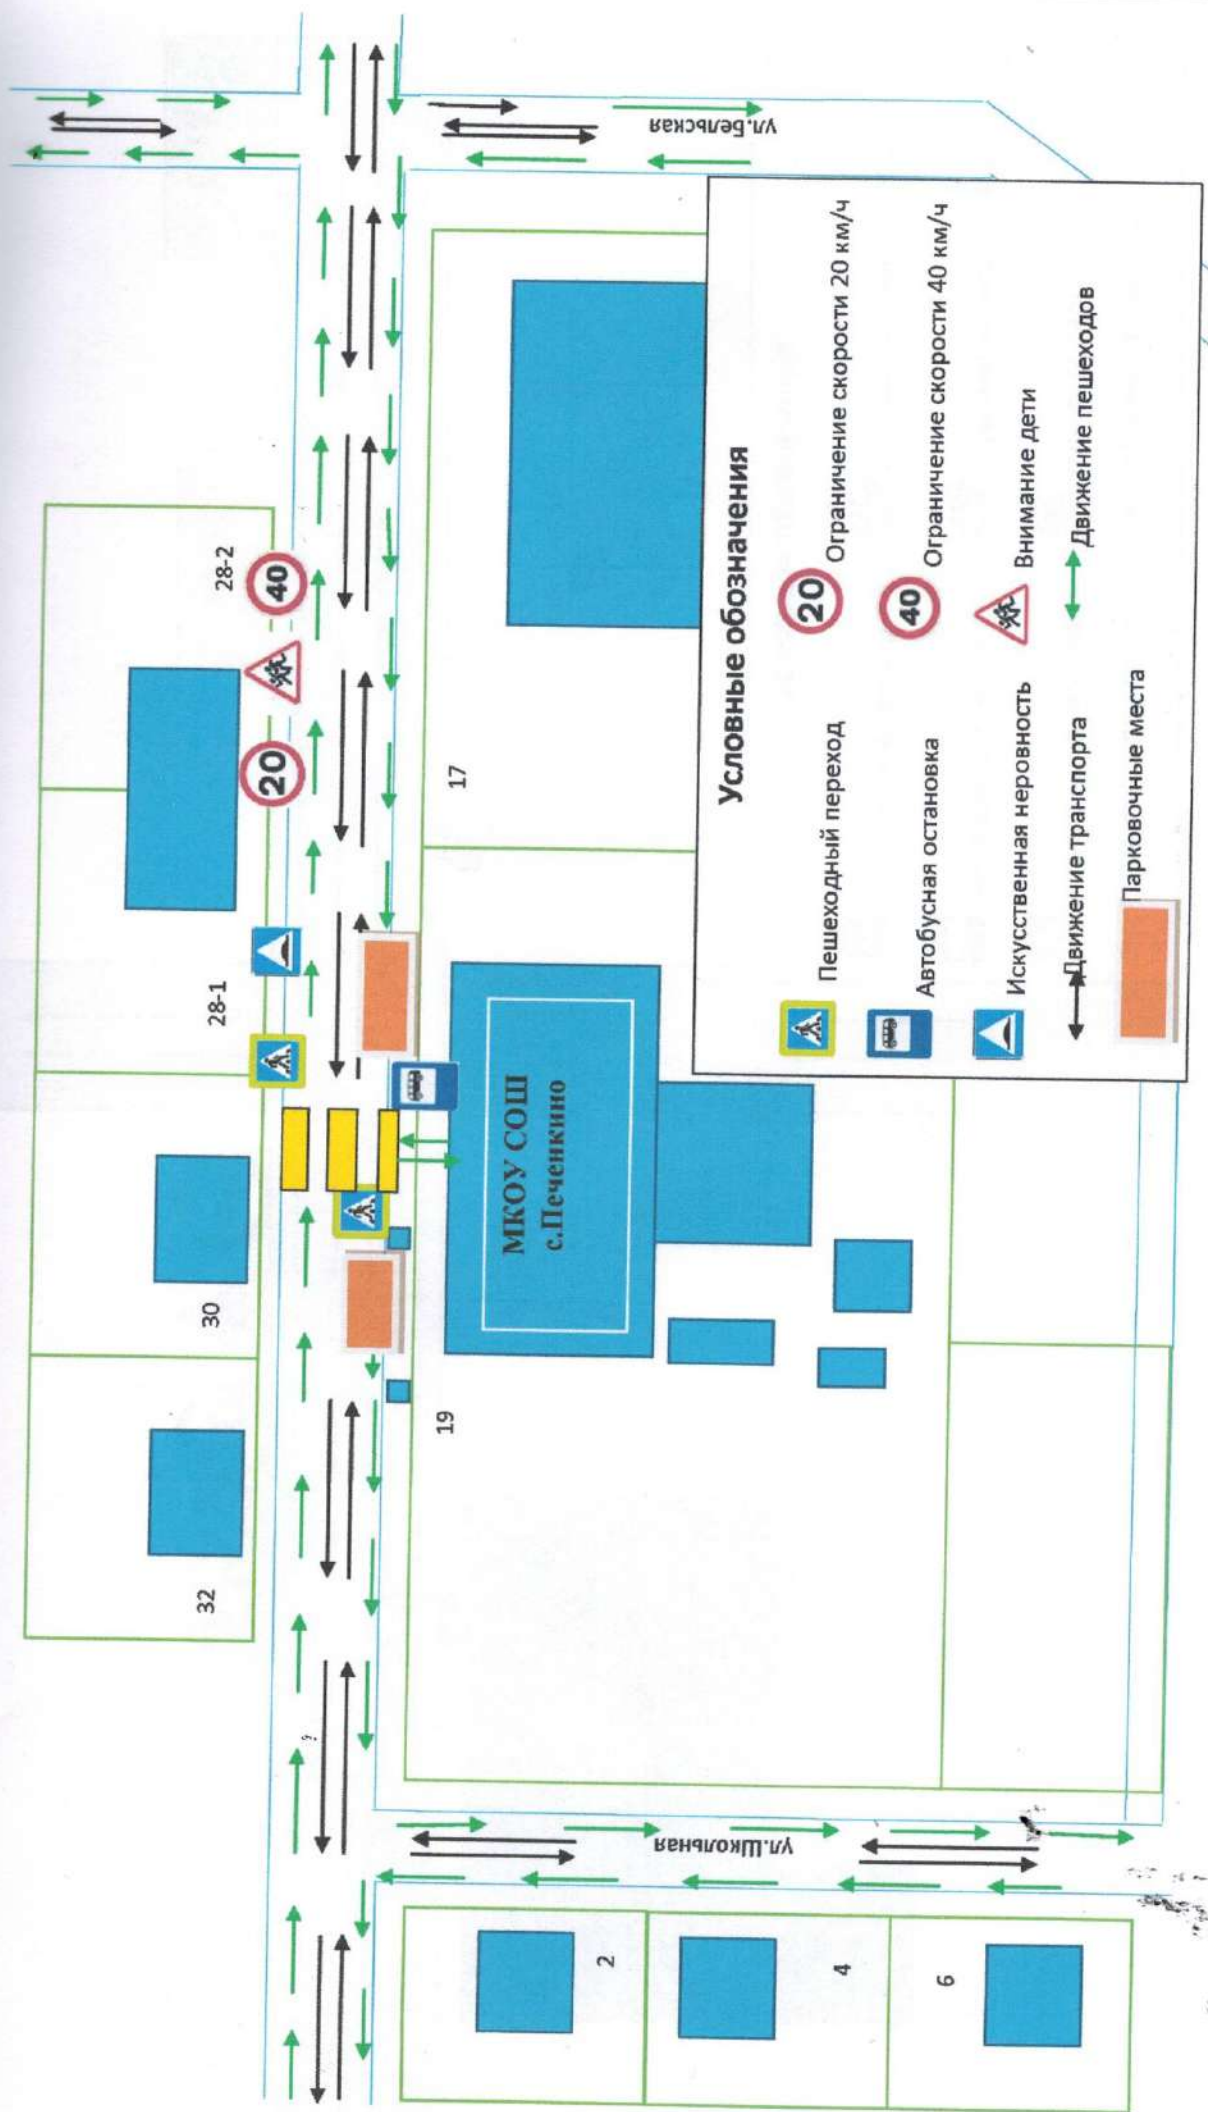 ул.Бельская
28-2
40
20
28-1
30
32
17
19
МКОУ СОШ
с.Печенкино
ул.Школьная
2
4
6
Условные обозначения
Пешеходный переход
20 Ограничение скорости 20 км/ч
Автобусная остановка
40 Ограничение скорости 40 км/ч
Искусственная неровность
Внимание дети
Движение транспорта
Движение пешеходов
Парковочные места